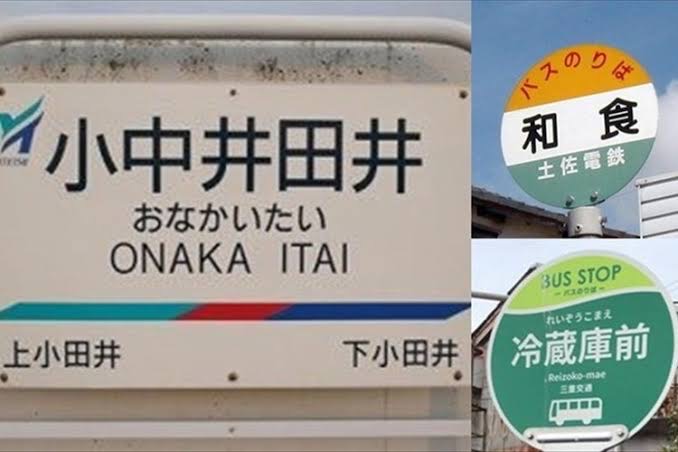 小中井田井
おなかいたい
ONAKA ITAI
上小田井
下小田井
バスのりば
和食
土佐電鉄
BUS STOP
－バスのりば－
れいぞうこまえ
冷蔵庫前
Reizoko-mae
三重交通